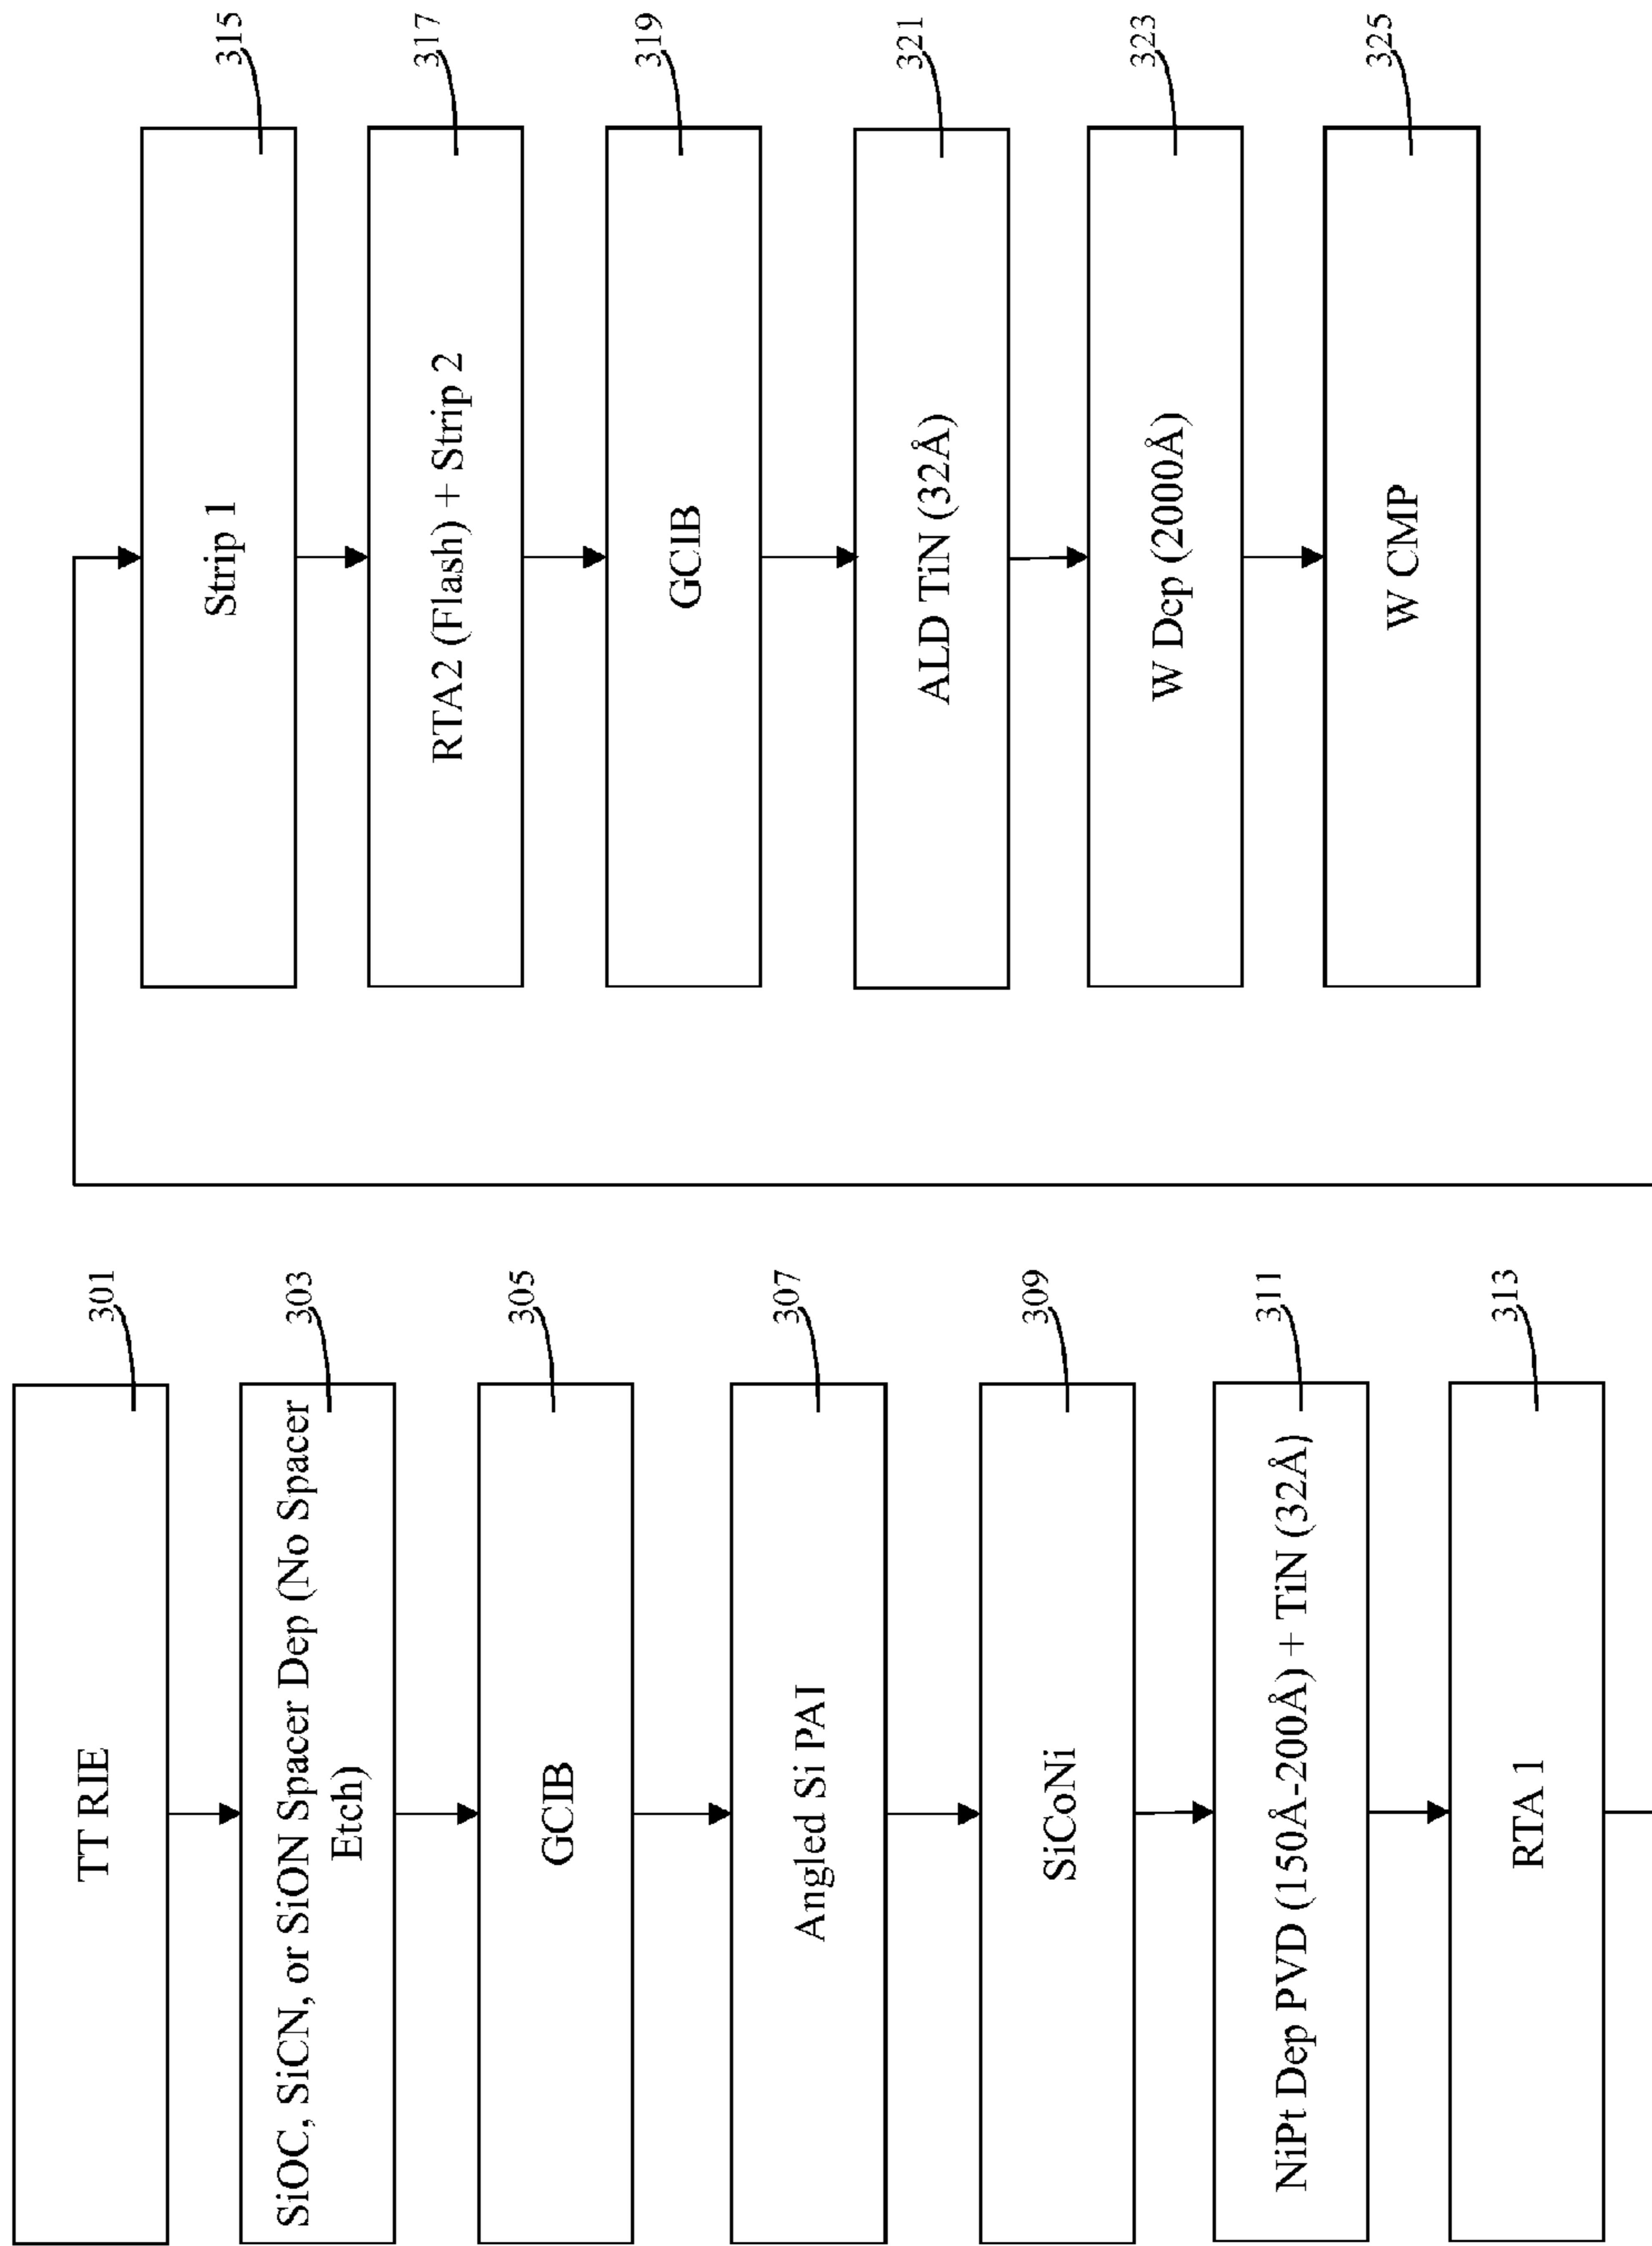 TT RIE
301
SiOC, SiCN, or SiON Spacer Dep (No Spacer
Etch)
303
GCIB
305
Angled Si PAI
307
SiCoNi
309
NiPt Dep PVD (150Å-200Å) + TiN (32Å)
311
RTA 1
313
Strip 1
315
RTA2 (Flash) + Strip 2
317
GCIB
319
ALD TiN (32Å)
321
W Dep (2000Å)
323
W CMP
325